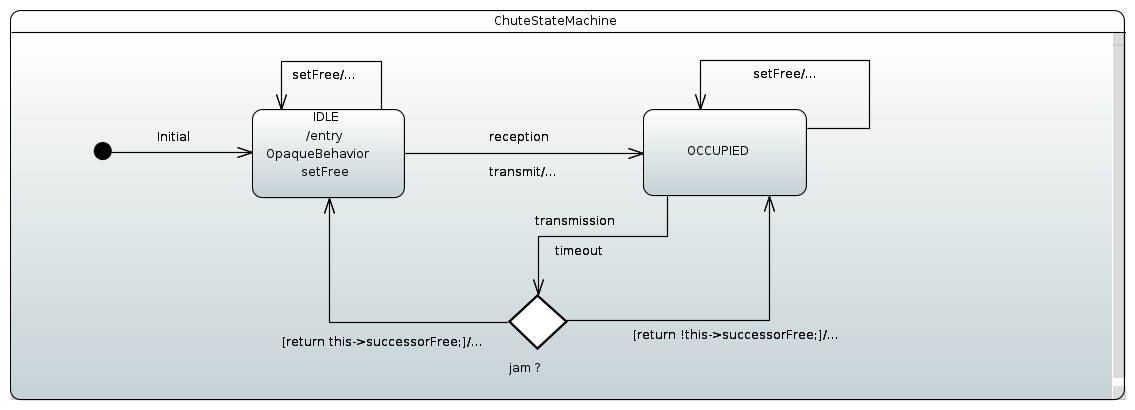 ChuteStateMachine
setFree/...
setFree/...
IDLE
/entry
OpaqueBehavior
setFree
Initial
reception
transmit/...
OCCUPIED
transmission
timeout
[return this->successorFree;]/...
[return !this->successorFree;]/...
jam ?